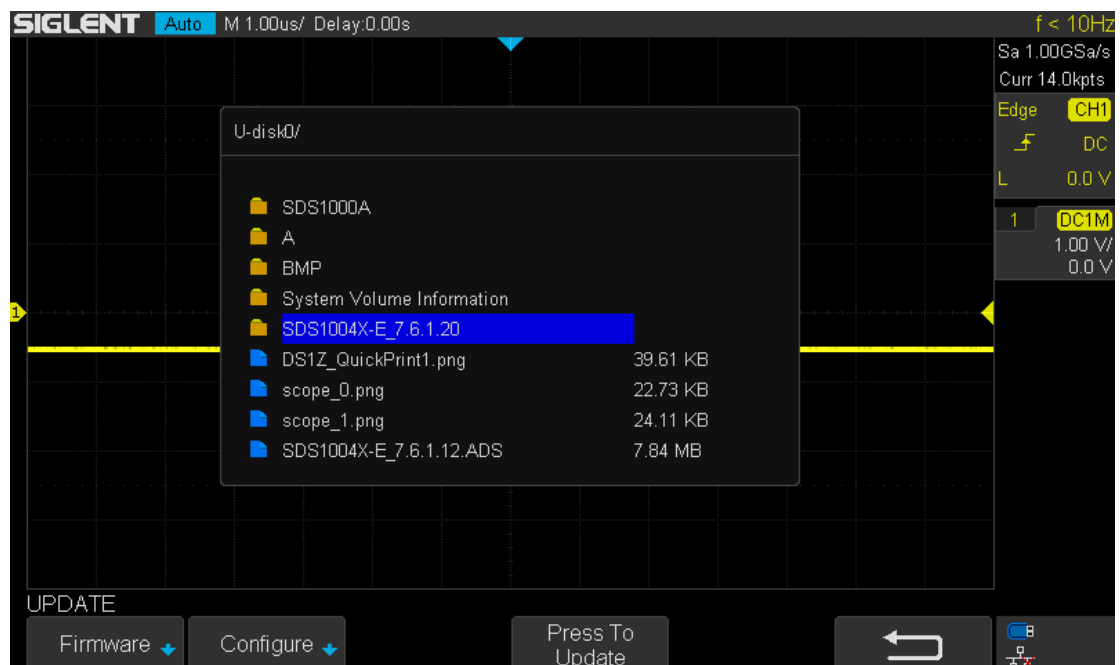 SIGLENT Auto M 1.00us/ Delay:0.00s f < 10Hz
Sa 1.00GSa/s
Curr 14.0kpts
Edge CH1
DC
L 0.0 V
1 DC1M
1.00 V/
0.0 V
U-disk0/
SDS1000A
A
BMP
System Volume Information
SDS1004X-E_7.6.1.20
DS1Z_QuickPrint1.png 39.61 KB
scope_0.png 22.73 KB
scope_1.png 24.11 KB
SDS1004X-E_7.6.1.12.ADS 7.84 MB
1
UPDATE
Firmware Configure Press To
Update